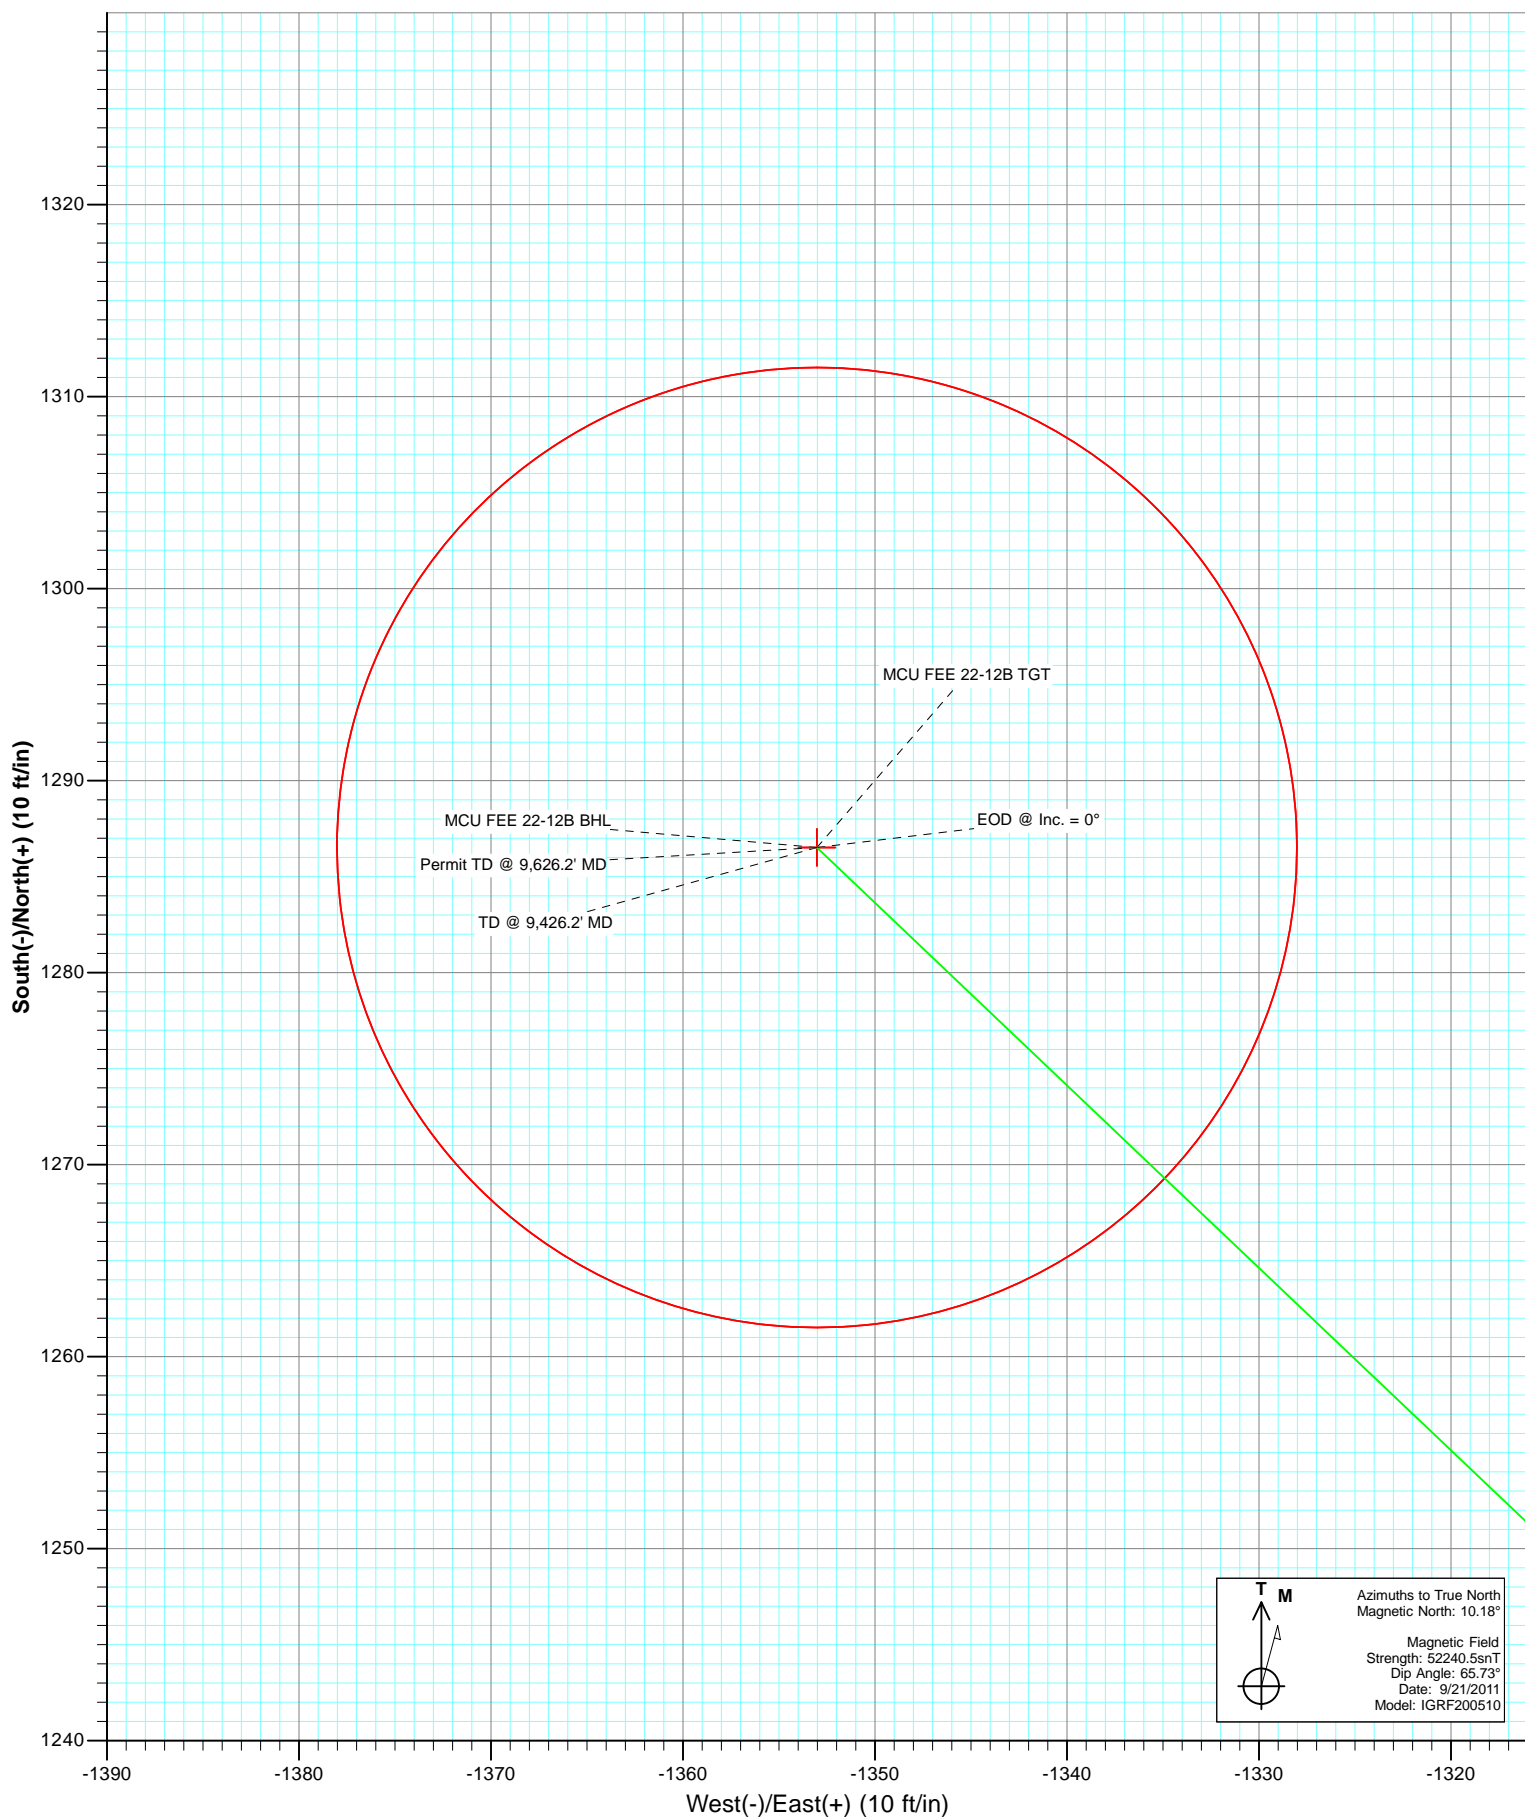 1320
1310
1300
MCU FEE 22-12B TGT
1290
MCU FEE 22-12B BHL
EOD @ Inc. = 0°
Permit TD @ 9,626.2' MD
TD @ 9,426.2' MD
South(-)/North(+) (10 ft/in)
1280
1270
1260
1250
T M
Azimuths to True North
Magnetic North: 10.18°
Magnetic Field
Strength: 52240.5snT
Dip Angle: 65.73°
Date: 9/21/2011
Model: IGRF200510
1240
-1390 -1380 -1370 -1360 -1350 -1340 -1330 -1320
West(-)/East(+) (10 ft/in)